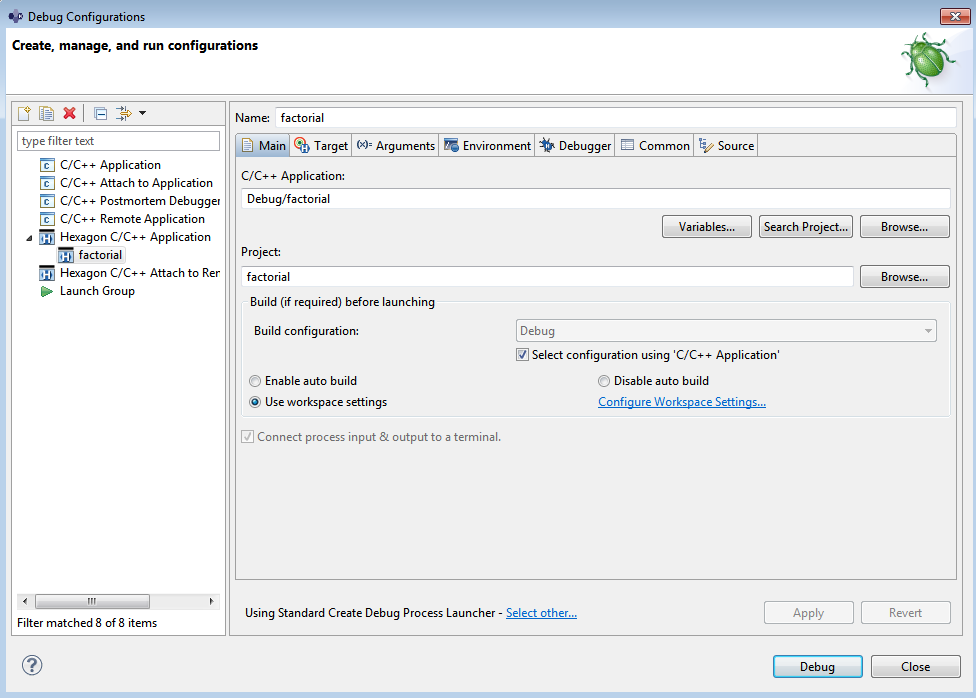 Debug Configurations
Create, manage, and run configurations
type filter text
C/C++ Application
C/C++ Attach to Application
C/C++ Postmortem Debugger
C/C++ Remote Application
Hexagon C/C++ Application
factorial
Hexagon C/C++ Attach to Rer
Launch Group
Filter matched 8 of 8 items
Name: factorial
Main Target (x)= Arguments Environment Debugger Common Source
C/C++ Application:
Debug/factorial
Variables... Search Project... Browse...
Project:
factorial Browse...
Build (if required) before launching
Build configuration: Debug
Select configuration using 'C/C++ Application'
Enable auto build Disable auto build
Use workspace settings Configure Workspace Settings...
Connect process input & output to a terminal.
Using Standard Create Debug Process Launcher - Select other... Apply Revert
? Debug Close